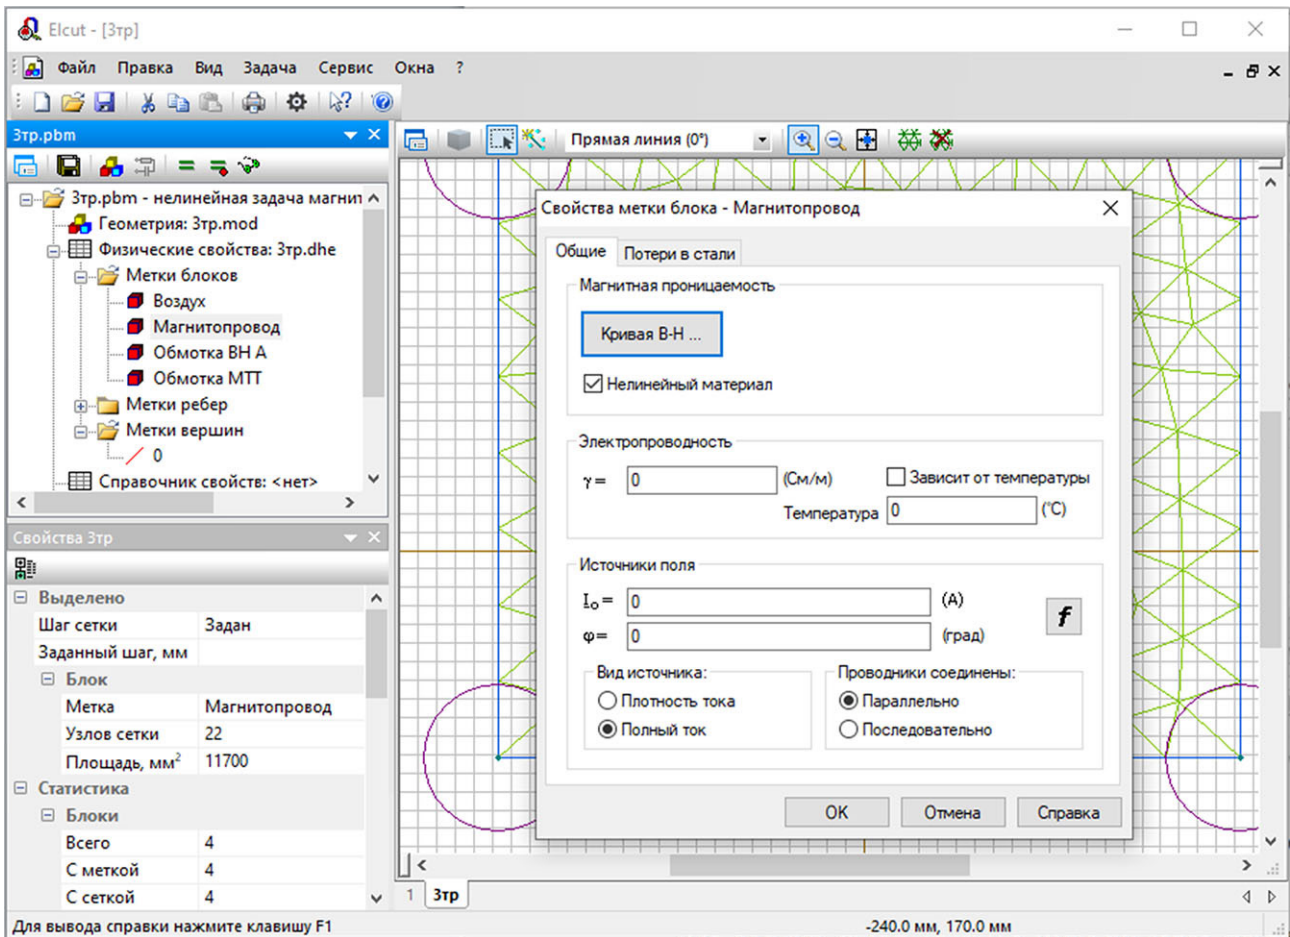 Elcut - [3тр]
Файл Правка Вид Задача Сервис Окна ?
3тр.pbm
3тр.pbm - нелинейная задача магнит
Геометрия: 3тр.mod
Физические свойства: 3тр.dhe
Метки блоков
Воздух
Магнитопровод
Обмотка ВН А
Обмотка МТТ
Метки ребер
Метки вершин
0
Справочник свойств: <нет>
Свойства 3тр
Выделено
Шаг сетки Задан
Заданный шаг, мм
Блок
Метка Магнитопровод
Узлов сетки 22
Площадь, мм² 11700
Статистика
Блоки
Всего 4
С меткой 4
С сеткой 4
Прямая линия (0°)
Свойства метки блока - Магнитопровод
Общие Потери в стали
Магнитная проницаемость
Кривая B-H ...
Нелинейный материал
Электропроводность
γ = 0 (См/м) Зависит от температуры
Температура 0 (°C)
Источники поля
I₀ = 0 (А)
φ = 0 (град)
f
Вид источника: Проводники соединены:
Плотность тока Параллельно
Полный ток Последовательно
OK Отмена Справка
1 3тр
Для вывода справки нажмите клавишу F1 -240.0 мм, 170.0 мм